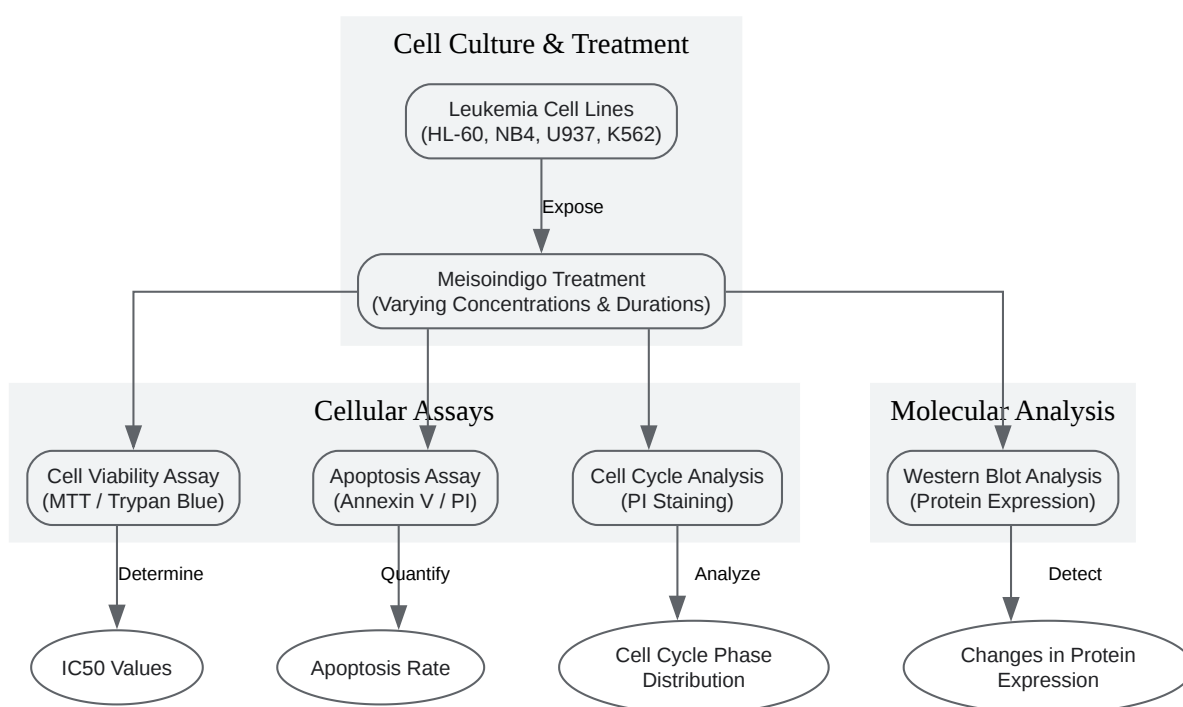 Cell Culture & Treatment
Leukemia Cell Lines
(HL-60, NB4, U937, K562)
Expose
Meisoindigo Treatment
(Varying Concentrations & Durations)
Cellular Assays
Molecular Analysis
Cell Viability Assay
(MTT / Trypan Blue)
Apoptosis Assay
(Annexin V / PI)
Cell Cycle Analysis
(PI Staining)
Western Blot Analysis
(Protein Expression)
Determine
Quantify
Analyze
Detect
IC50 Values
Apoptosis Rate
Cell Cycle Phase
Distribution
Changes in Protein
Expression